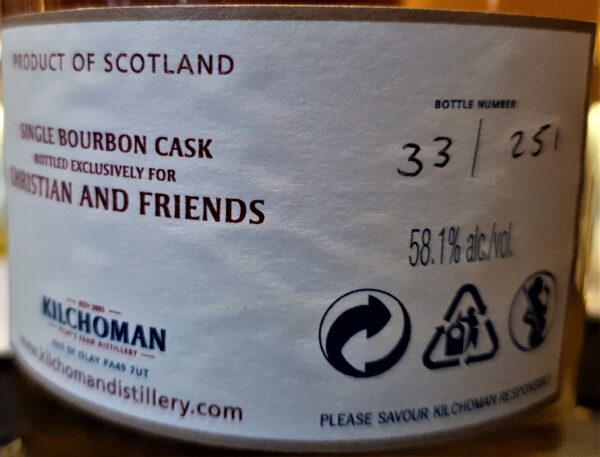 PRODUCT OF SCOTLAND
SINGLE BOURBON CASK
BOTTLED EXCLUSIVELY FOR
CHRISTIAN AND FRIENDS
BOTTLE NUMBER
33 / 251
58.1% alc./vol.
EST. 2005
KILCHOMAN
ISLAY'S FARM DISTILLERY
ISLE OF ISLAY PA49 7UT
www.kilchomandistillery.com
PLEASE SAVOUR KILCHOMAN RESPONSIBLY